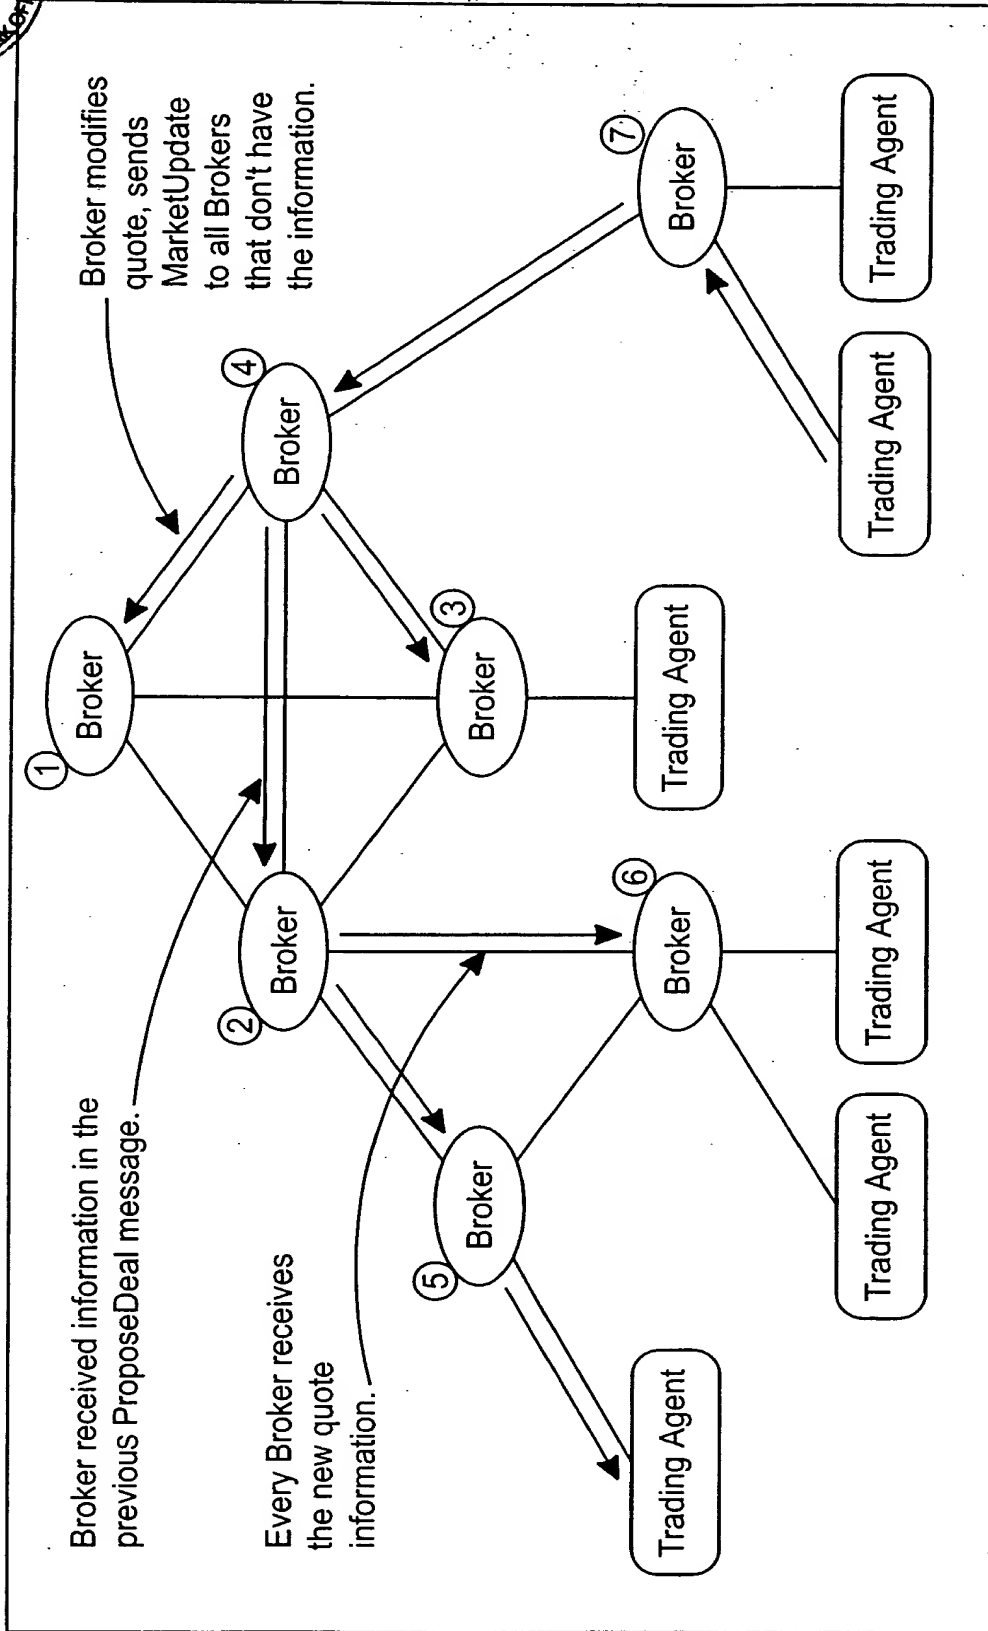 Broker received information in the
previous ProposeDeal message.
1
Broker
Broker modifies
quote, sends
MarketUpdate
to all Brokers
that don't have
the information.
2
Broker
4
Broker
Every Broker receives
the new quote
information.
5
Broker
3
Broker
Trading Agent
6
Broker
Trading Agent
7
Broker
Trading Agent
Trading Agent
Trading Agent
Trading Agent